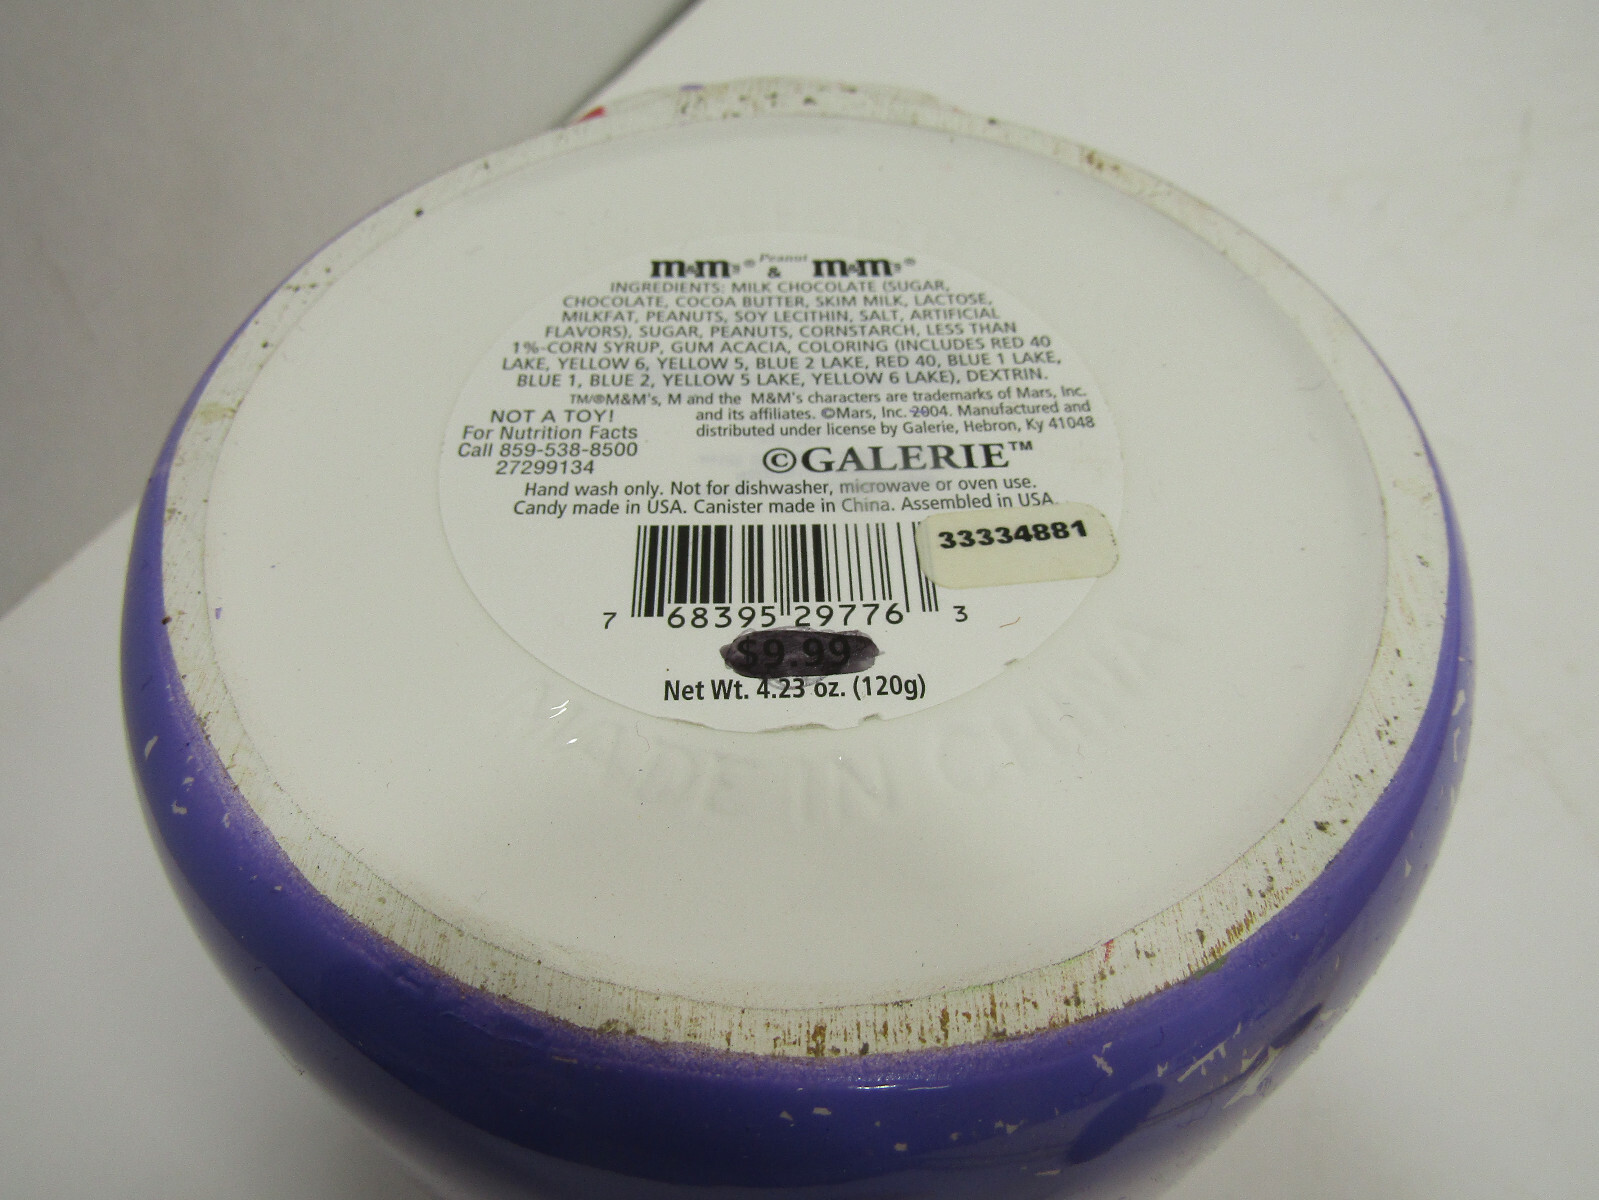 m&m's® Peanut & m&m's®
INGREDIENTS: MILK CHOCOLATE (SUGAR,
CHOCOLATE, COCOA BUTTER, SKIM MILK, LACTOSE,
MILKFAT, PEANUTS, SOY LECITHIN, SALT, ARTIFICIAL
FLAVORS), SUGAR, PEANUTS, CORNSTARCH, LESS THAN
1%-CORN SYRUP, GUM ACACIA, COLORING (INCLUDES RED 40
LAKE, YELLOW 6, YELLOW 5, BLUE 2 LAKE, RED 40, BLUE 1 LAKE,
BLUE 1, BLUE 2, YELLOW 5 LAKE, YELLOW 6 LAKE), DEXTRIN.
TM/®M&M's, M and the M&M's characters are trademarks of Mars, Inc.
and its affiliates. ©Mars, Inc. 2004. Manufactured and
distributed under license by Galerie, Hebron, Ky 41048
NOT A TOY!
For Nutrition Facts
Call 859-538-8500
27299134
©GALERIE™
Hand wash only. Not for dishwasher, microwave or oven use.
Candy made in USA. Canister made in China. Assembled in USA.
33334881
7 68395 29776 3
$9.99
Net Wt. 4.23 oz. (120g)
MADE IN CHINA